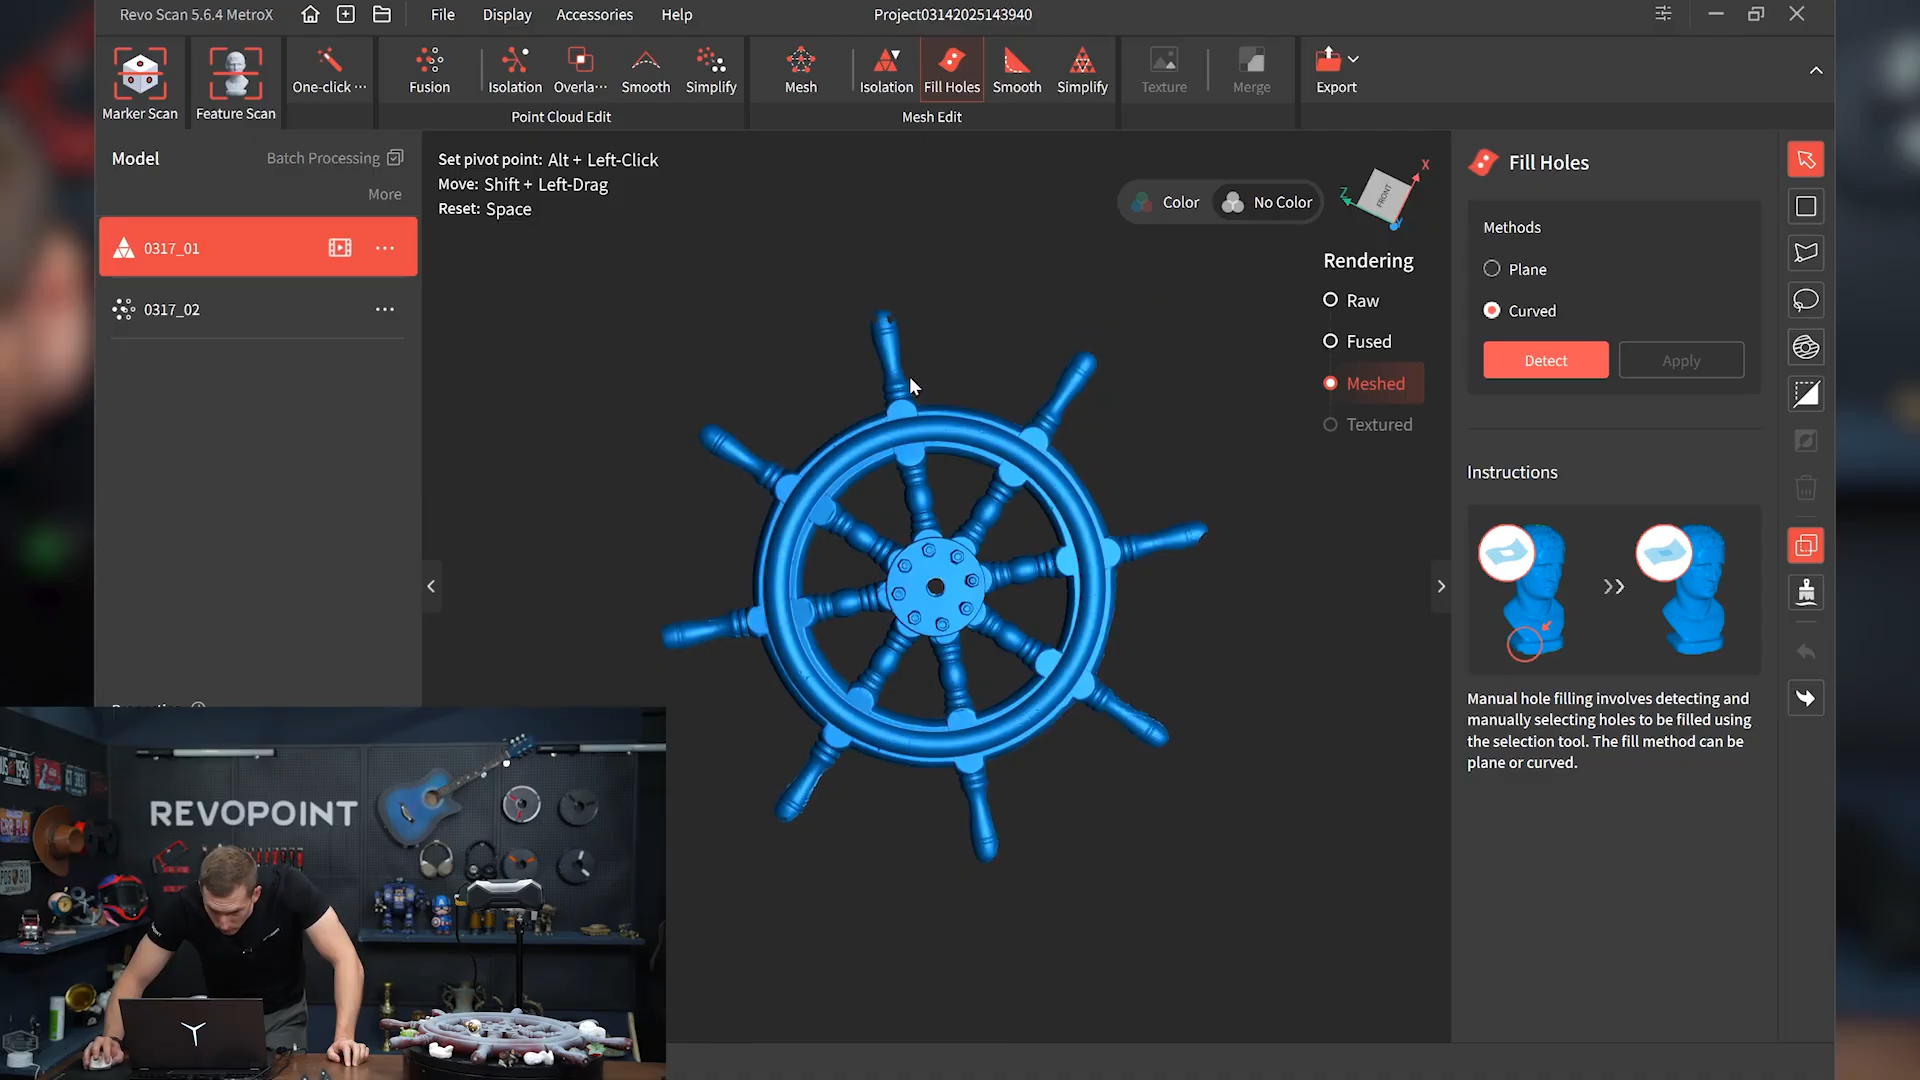 Revo Scan 5.6.4 MetroX
File
Display
Accessories
Help
Project03142025143940
Marker Scan
Feature Scan
One-click ···
Fusion
Isolation
Overla···
Smooth
Simplify
Point Cloud Edit
Mesh
Isolation
Fill Holes
Smooth
Simplify
Mesh Edit
Texture
Merge
Export
Model
Batch Processing
More
0317_01
0317_02
Set pivot point: Alt + Left-Click
Move: Shift + Left-Drag
Reset: Space
Color
No Color
FRONT
X
Z
Rendering
Raw
Fused
Meshed
Textured
Fill Holes
Methods
Plane
Curved
Detect
Apply
Instructions
Manual hole filling involves detecting and
manually selecting holes to be filled using
the selection tool. The fill method can be
plane or curved.
REVOPOINT